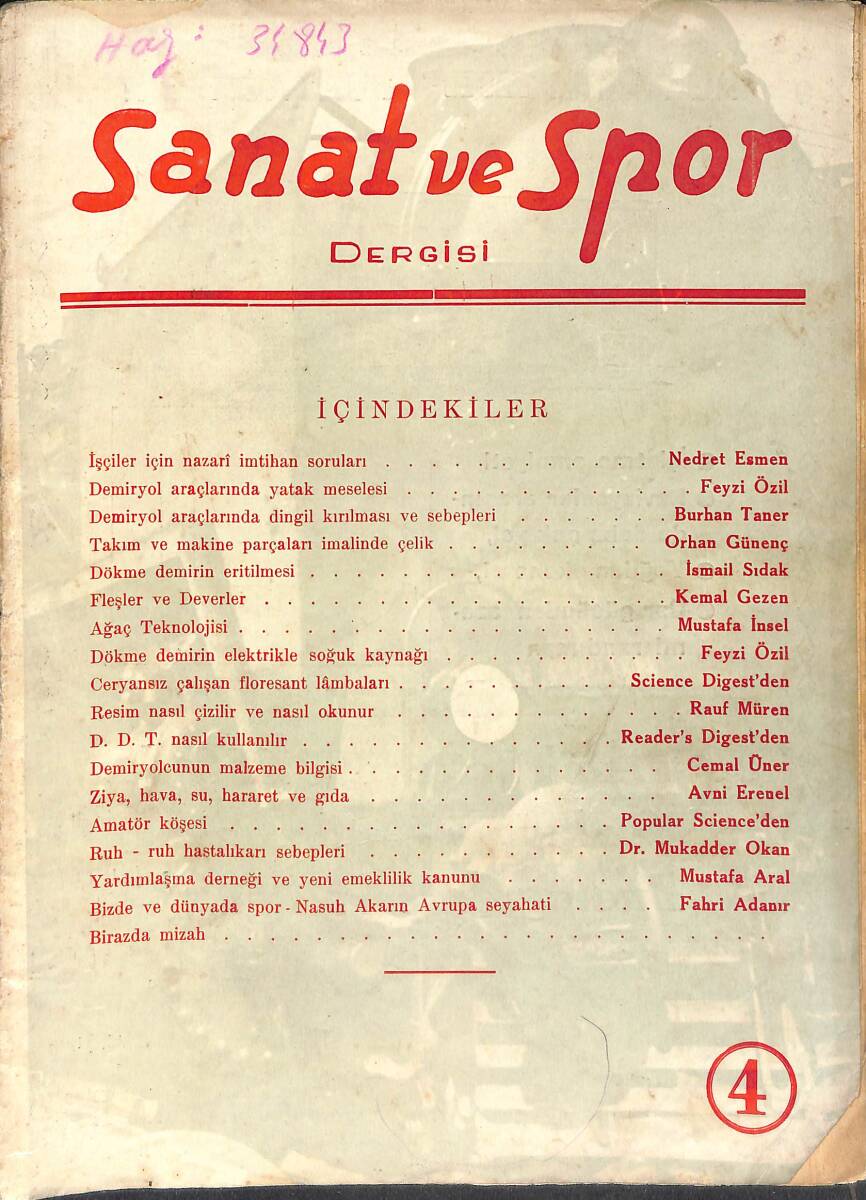 Haz: 31843
Sanat ve Spor
DERGİSİ
İÇİNDEKİLER
İşçiler için nazarî imtihan soruları . . . . . . . . . . . . Nedret Esmen
Demiryol araçlarında yatak meselesi . . . . . . . . . . . . . Feyzi Özil
Demiryol araçlarında dingil kırılması ve sebepleri . . . . . . . Burhan Taner
Takım ve makine parçaları imalinde çelik . . . . . . . . . Orhan Günenç
Dökme demirin eritilmesi . . . . . . . . . . . . . . . . İsmail Sıdak
Fleşler ve Deverler . . . . . . . . . . . . . . . . . . Kemal Gezen
Ağaç Teknolojisi . . . . . . . . . . . . . . . . . . . Mustafa İnsel
Dökme demirin elektrikle soğuk kaynağı . . . . . . . . . . . Feyzi Özil
Ceryansız çalışan floresant lâmbaları . . . . . . . . . . Science Digest'den
Resim nasıl çizilir ve nasıl okunur . . . . . . . . . . . . . Rauf Müren
D. D. T. nasıl kullanılır . . . . . . . . . . . . . . Reader's Digest'den
Demiryolcunun malzeme bilgisi . . . . . . . . . . . . . . Cemal Üner
Ziya, hava, su, hararet ve gıda . . . . . . . . . . . . . Avni Erenel
Amatör köşesi . . . . . . . . . . . . . . . . . Popular Science'den
Ruh - ruh hastalıkarı sebepleri . . . . . . . . . . . Dr. Mukadder Okan
Yardımlaşma derneği ve yeni emeklilik kanunu . . . . . . . Mustafa Aral
Bizde ve dünyada spor - Nasuh Akarın Avrupa seyahati . . . . Fahri Adanır
Birazda mizah . . . . . . . . . . . . . . . . . . . . . . . .
4